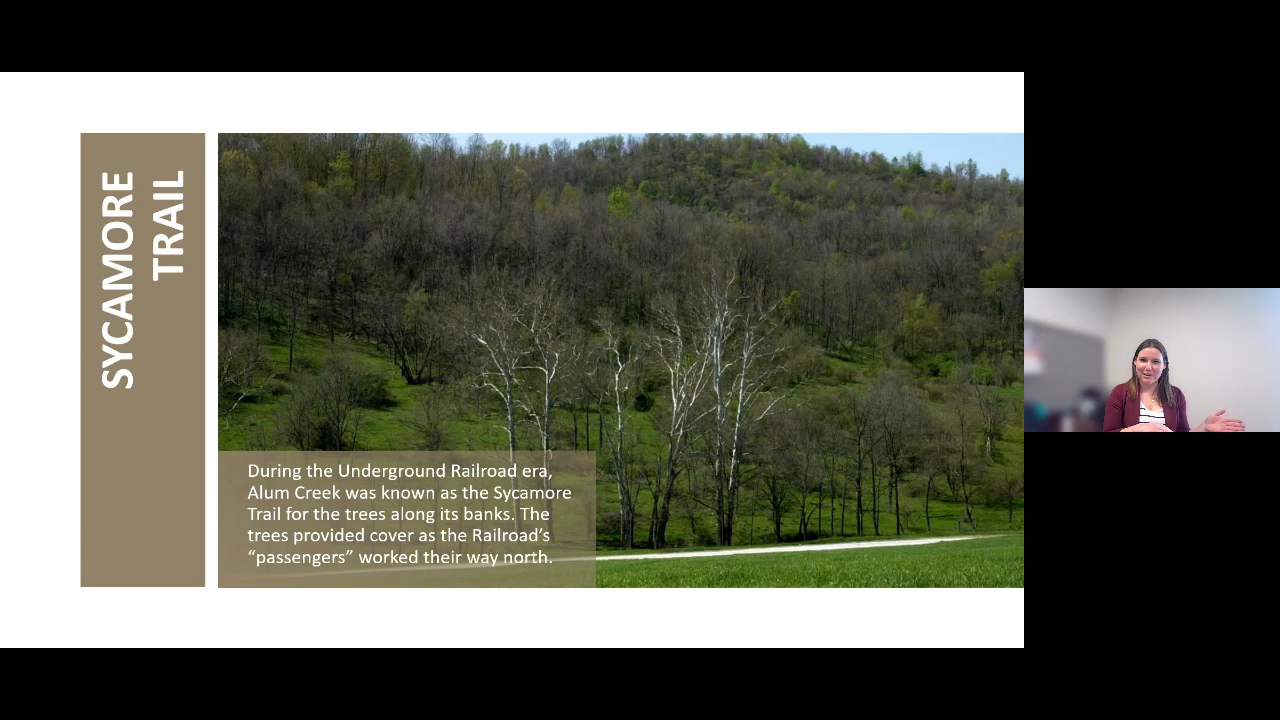 SYCAMORE
TRAIL
During the Underground Railroad era,
Alum Creek was known as the Sycamore
Trail for the trees along its banks. The
trees provided cover as the Railroad’s
“passengers” worked their way north.